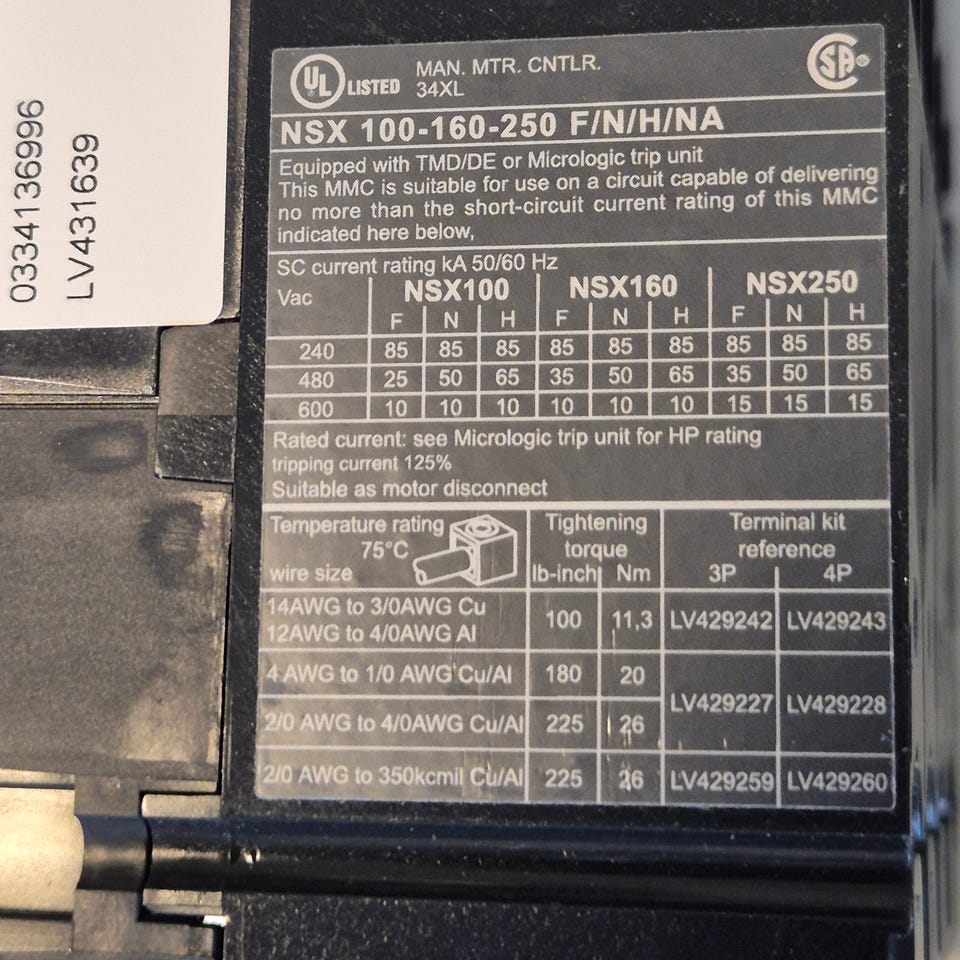 03341136996
LV431639
UL LISTED MAN. MTR. CNTLR.
34XL
SA
NSX 100-160-250 F/N/H/NA
Equipped with TMD/DE or Micrologic trip unit
This MMC is suitable for use on a circuit capable of delivering
no more than the short-circuit current rating of this MMC
indicated here below,
SC current rating kA 50/60 Hz
Vac NSX100 NSX160 NSX250
F N H F N H F N H
240 85 85 85 85 85 85 85 85 85
480 25 50 65 35 50 65 35 50 65
600 10 10 10 10 10 10 15 15 15
Rated current: see Micrologic trip unit for HP rating
tripping current 125%
Suitable as motor disconnect
Temperature rating Tightening Terminal kit
75°C torque reference
wire size lb-inch Nm 3P 4P
14AWG to 3/0AWG Cu
12AWG to 4/0AWG Al 100 11,3 LV429242 LV429243
4 AWG to 1/0 AWG Cu/Al 180 20
LV429227 LV429228
2/0 AWG to 4/0AWG Cu/Al 225 26
2/0 AWG to 350kcmil Cu/Al 225 26 LV429259 LV429260